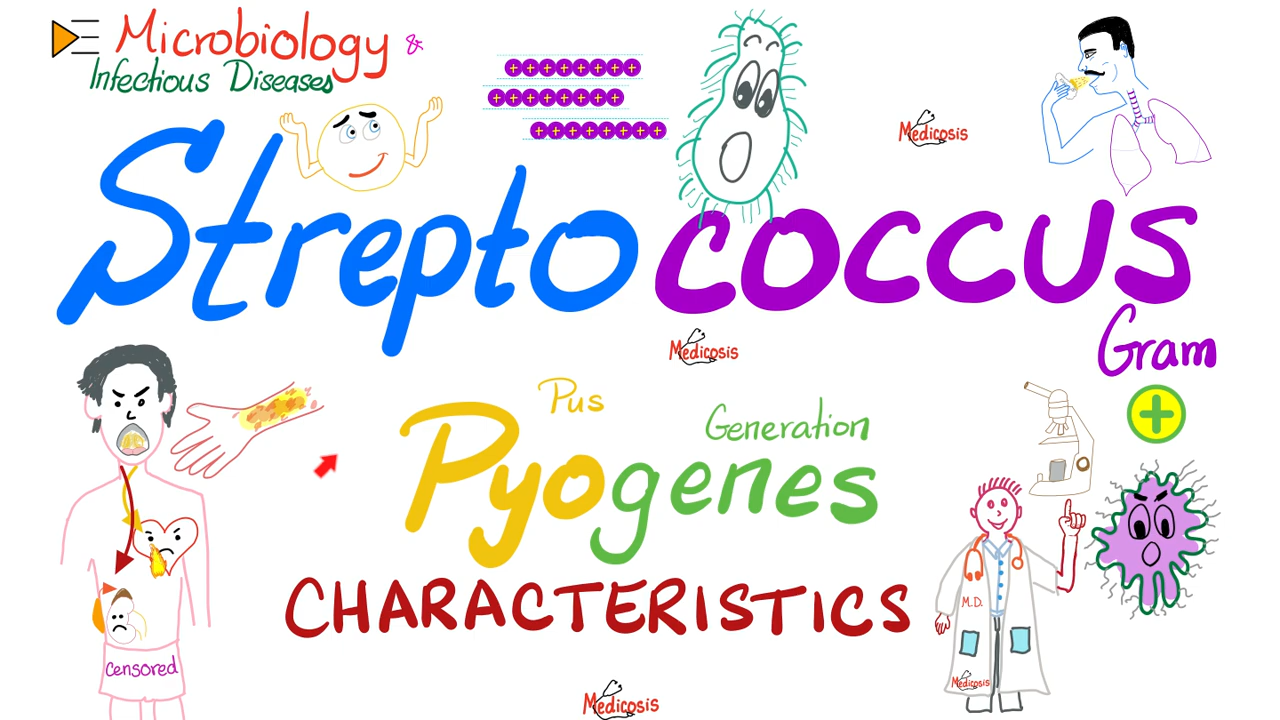 Microbiology &
Infectious Diseases
Medicosis
Streptococcus
Gram
+
Medicosis
Pus
Generation
Pyogenes
CHARACTERISTICS
M.D.
Censored
Medicosis
Medicosis